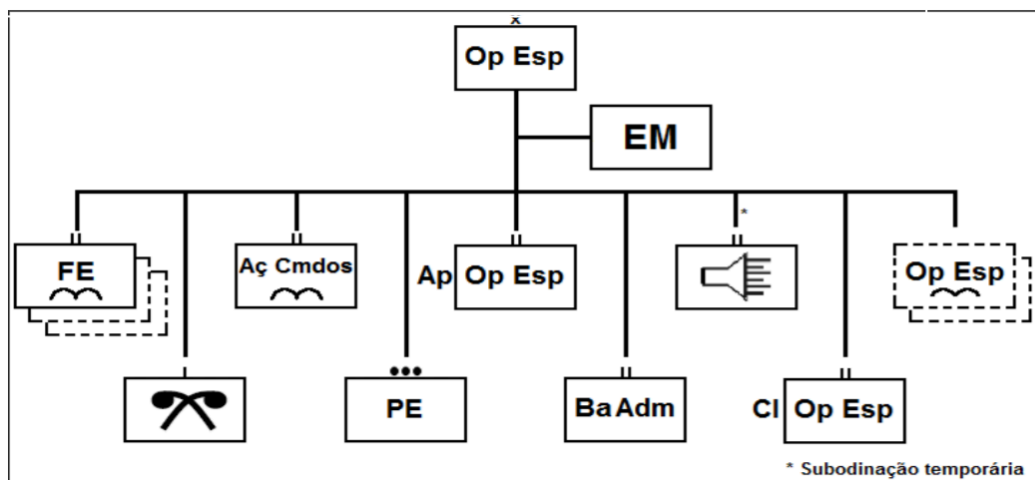 x
Op Esp
EM
*
FE
Aç Cmdos
Ap Op Esp
Op Esp
PE
Ba Adm
Cl Op Esp
* Subodinação temporária